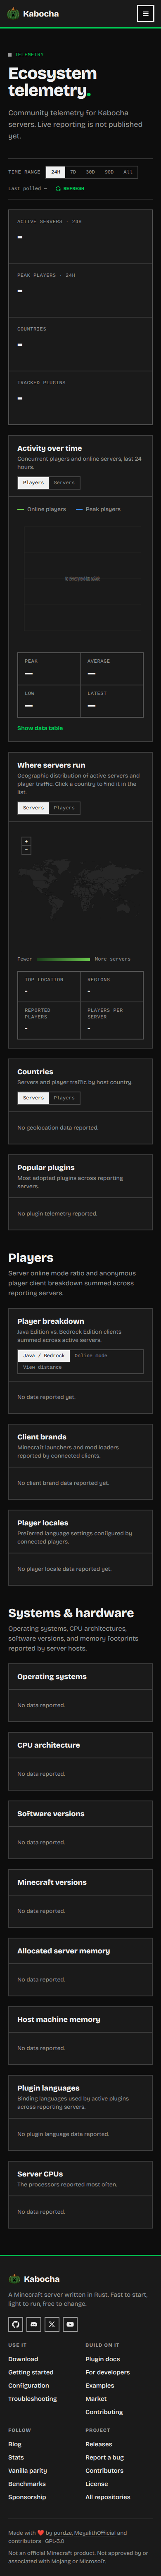 Kabocha
TELEMETRY
Ecosystem
telemetry.
Community telemetry for Kabocha
servers. Live reporting is not published
yet.
TIME RANGE 24H 7D 30D 90D All
Last polled — REFRESH
ACTIVE SERVERS · 24H
-
PEAK PLAYERS · 24H
-
COUNTRIES
-
TRACKED PLUGINS
-
Activity over time
Concurrent players and online servers, last 24
hours.
Players Servers
Online players Peak players
PEAK AVERAGE
— —
LOW LATEST
— —
Show data table
Where servers run
Geographic distribution of active servers and
player traffic. Click a country to find it in the
list.
Servers Players
+
−
Fewer More servers
TOP LOCATION REGIONS
- -
REPORTED PLAYERS PLAYERS PER SERVER
- -
Countries
Servers and player traffic by host country.
Servers Players
No geolocation data reported.
Popular plugins
Most adopted plugins across reporting
servers.
No plugin telemetry reported.
Players
Server online mode ratio and anonymous
player client breakdown summed across
reporting servers.
Player breakdown
Java Edition vs. Bedrock Edition clients
summed across active servers.
Java / Bedrock Online mode
View distance
No data reported yet.
Client brands
Minecraft launchers and mod loaders
reported by connected clients.
No client brand data reported yet.
Player locales
Preferred language settings configured by
connected players.
No player locale data reported yet.
Systems & hardware
Operating systems, CPU architectures,
software versions, and memory footprints
reported by server hosts.
Operating systems
No data reported.
CPU architecture
No data reported.
Software versions
No data reported.
Minecraft versions
No data reported.
Allocated server memory
No data reported.
Host machine memory
No data reported.
Plugin languages
Binding languages used by active plugins
across reporting servers.
No plugin language data reported.
Server CPUs
The processors reported most often.
No data reported.
Kabocha
A Minecraft server written in Rust. Fast to start,
light to run, free to change.
USE IT BUILD ON IT
Download Plugin docs
Getting started For developers
Configuration Examples
Troubleshooting Market
Contributing
FOLLOW PROJECT
Blog Releases
Stats Report a bug
Vanilla parity Contributors
Benchmarks License
Sponsorship All repositories
Made with ❤️ by purdze, MegalithOfficial and
contributors · GPL-3.0
Not an official Minecraft product. Not approved by or
associated with Mojang or Microsoft.